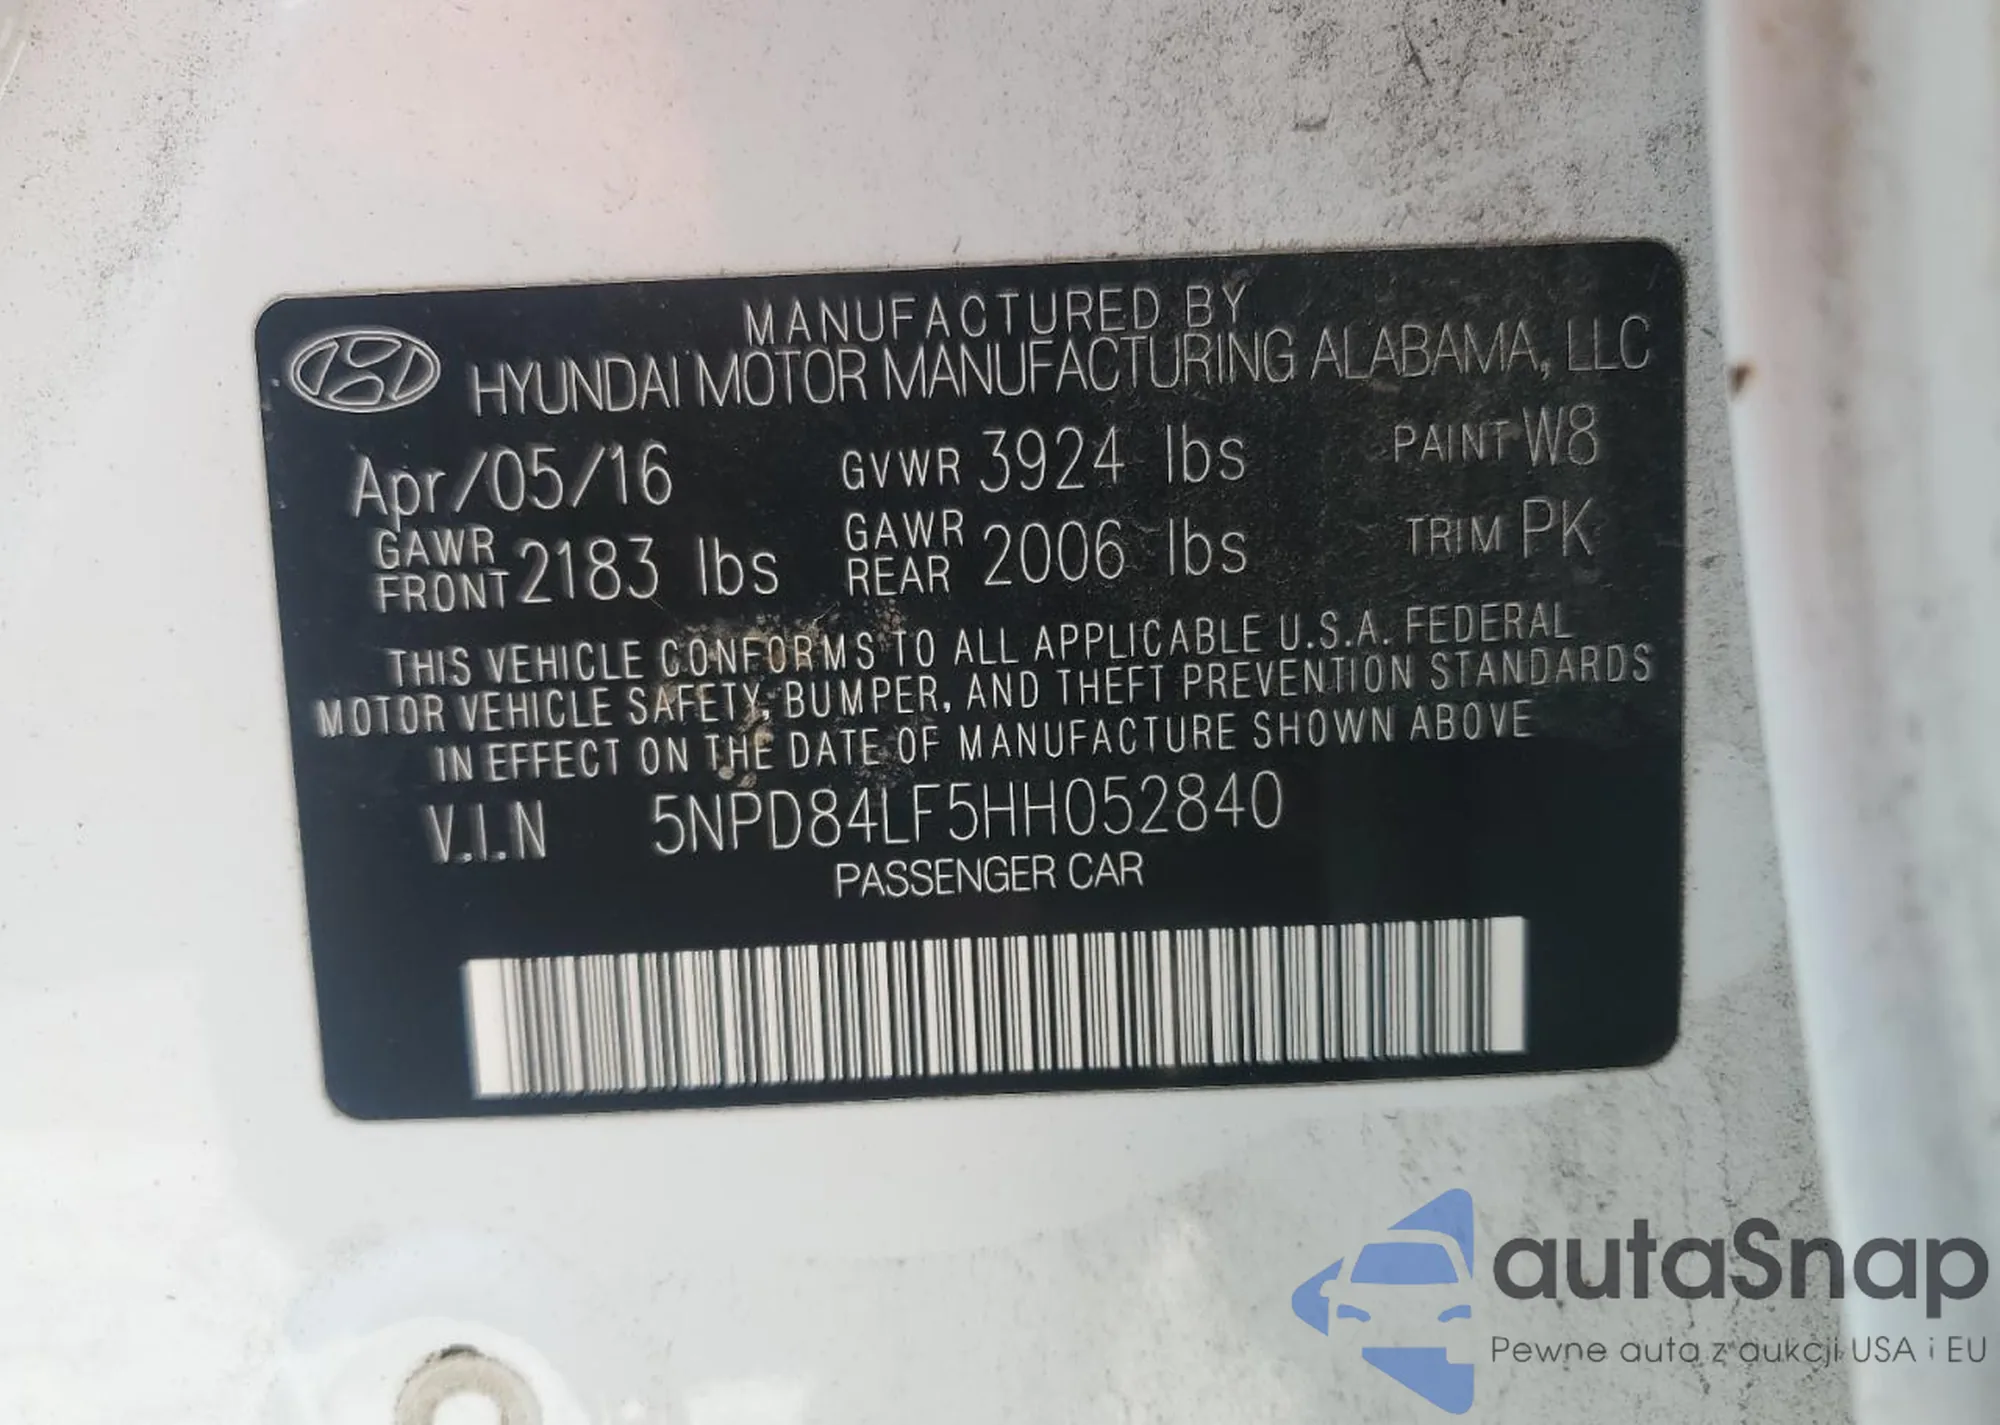 MANUFACTURED BY
HYUNDAI MOTOR MANUFACTURING ALABAMA, LLC
Apr/05/16 GVWR 3924 lbs PAINT W8
GAWR FRONT 2183 lbs GAWR REAR 2006 lbs TRIM PK
THIS VEHICLE CONFORMS TO ALL APPLICABLE U.S.A. FEDERAL
MOTOR VEHICLE SAFETY, BUMPER, AND THEFT PREVENTION STANDARDS
IN EFFECT ON THE DATE OF MANUFACTURE SHOWN ABOVE
V.I.N 5NPD84LF5HH052840
PASSENGER CAR
autaSnap
Pewne auta z aukcji USA i EU